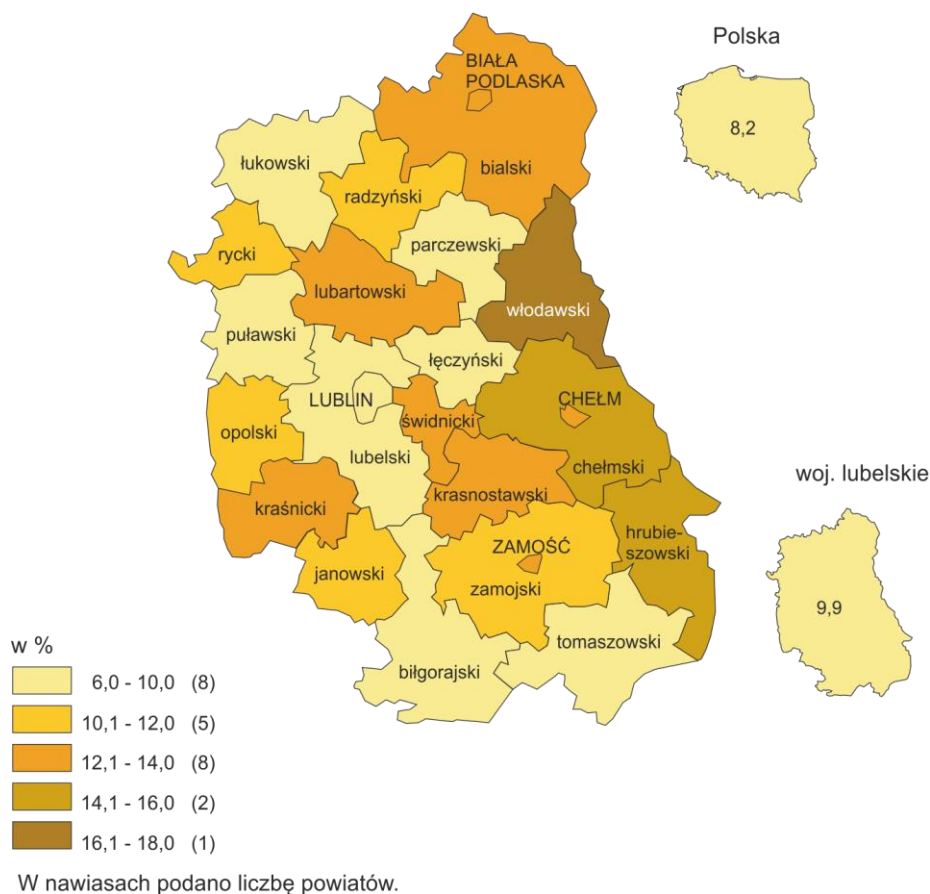 Polska
8,2
BIAŁA
PODLASKA
bialski
łukowski
radzyński
parczewski
rycki
lubartowski
włodawski
puławski
łęczyński
LUBLIN
CHEŁM
świdnicki
opolski
lubelski
chełmski
woj. lubelskie
kraśnicki
krasnostawski
hrubie-
szowski
ZAMOŚĆ
janowski
zamojski
9,9
tomaszowski
biłgorajski
w %
6,0 - 10,0 (8)
10,1 - 12,0 (5)
12,1 - 14,0 (8)
14,1 - 16,0 (2)
16,1 - 18,0 (1)
W nawiasach podano liczbę powiatów.